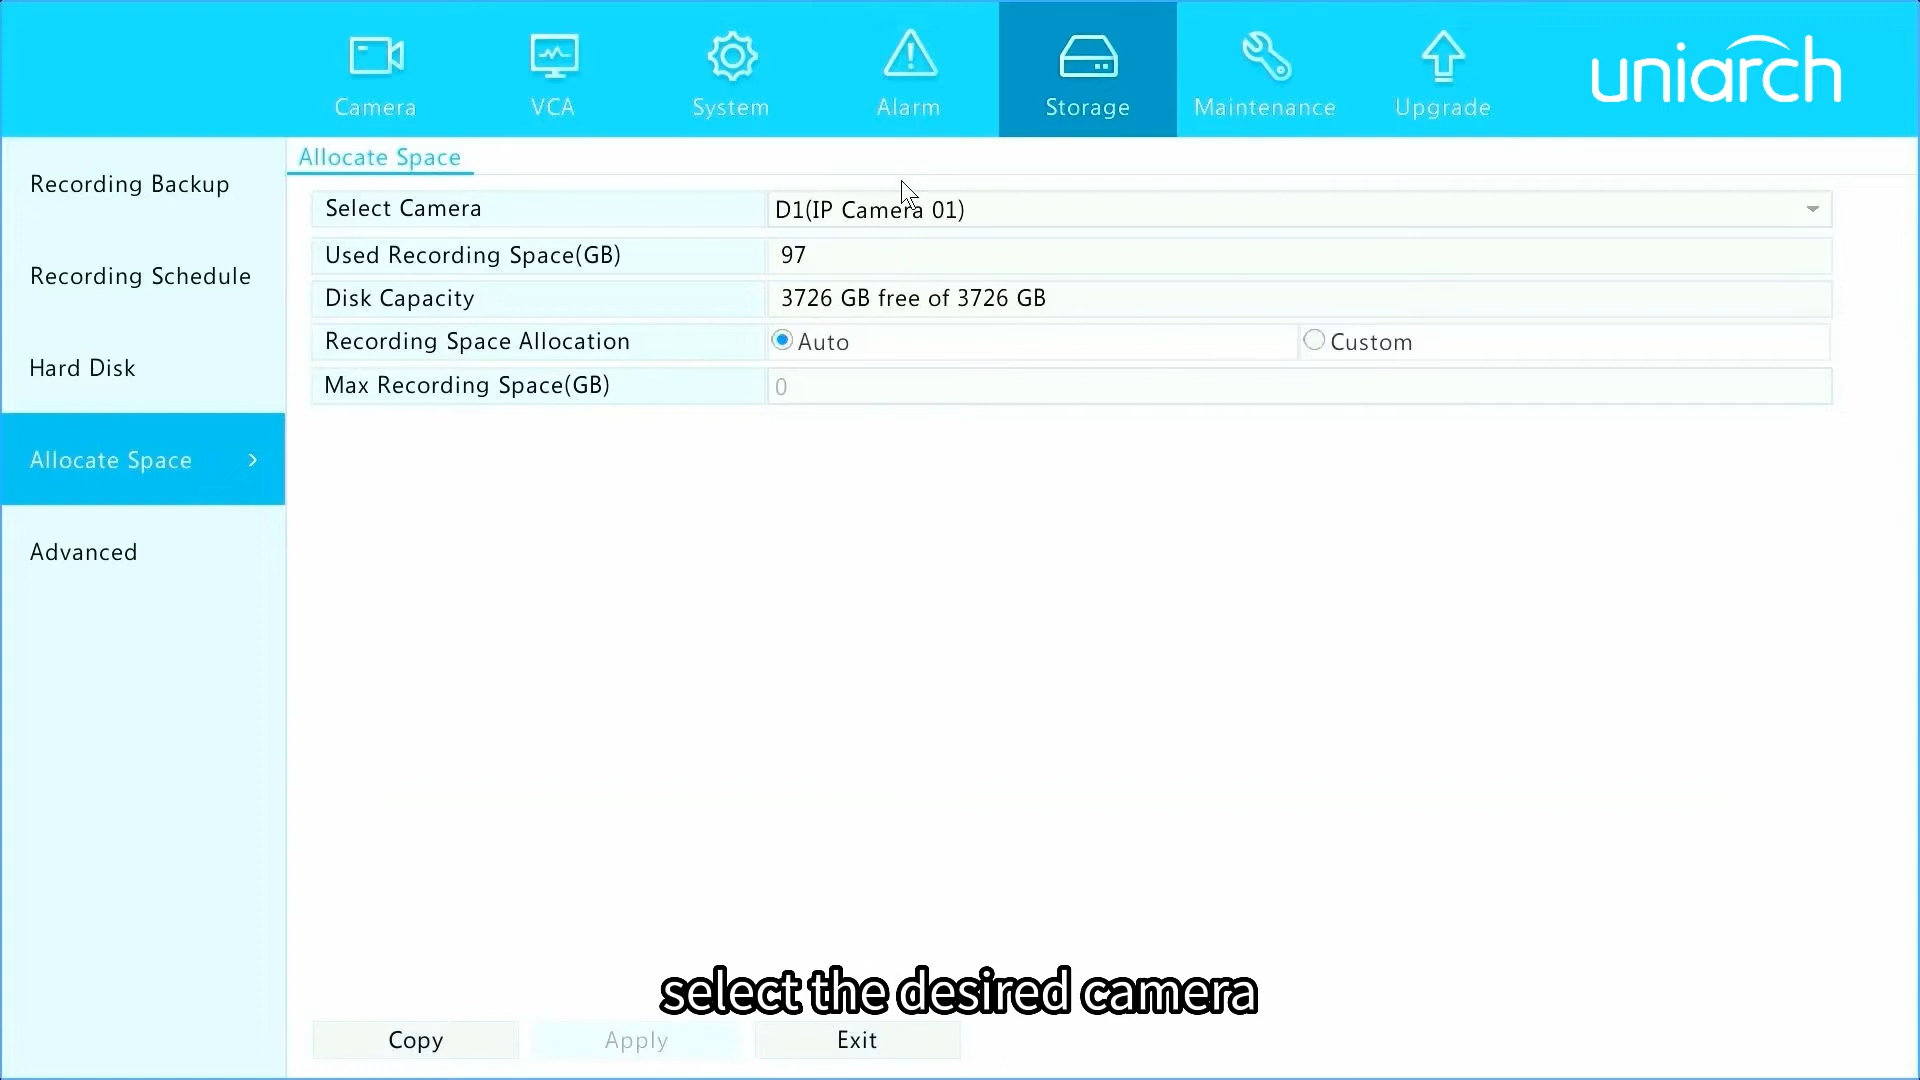 Camera
VCA
System
Alarm
Storage
Maintenance
Upgrade
uniarch
Recording Backup
Recording Schedule
Hard Disk
Allocate Space
Advanced
Allocate Space
Select Camera D1(IP Camera 01)
Used Recording Space(GB) 97
Disk Capacity 3726 GB free of 3726 GB
Recording Space Allocation Auto Custom
Max Recording Space(GB) 0
select the desired camera
Copy Apply Exit